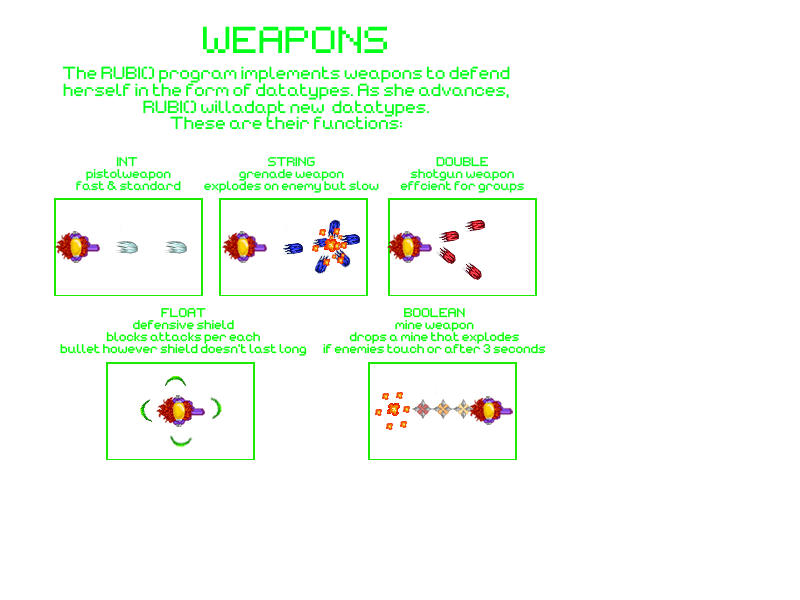 WEAPONS
The RUBI() program implements weapons to defend
herself in the form of datatypes. As she advances,
RUBI() willadapt new datatypes.
These are their functions:
INT
pistolweapon
fast & standard
STRING
grenade weapon
explodes on enemy but slow
DOUBLE
shotgun weapon
effcient for groups
FLOAT
defensive shield
blocks attacks per each
bullet however shield doesn't last long
BOOLEAN
mine weapon
drops a mine that explodes
if enemies touch or after 3 seconds